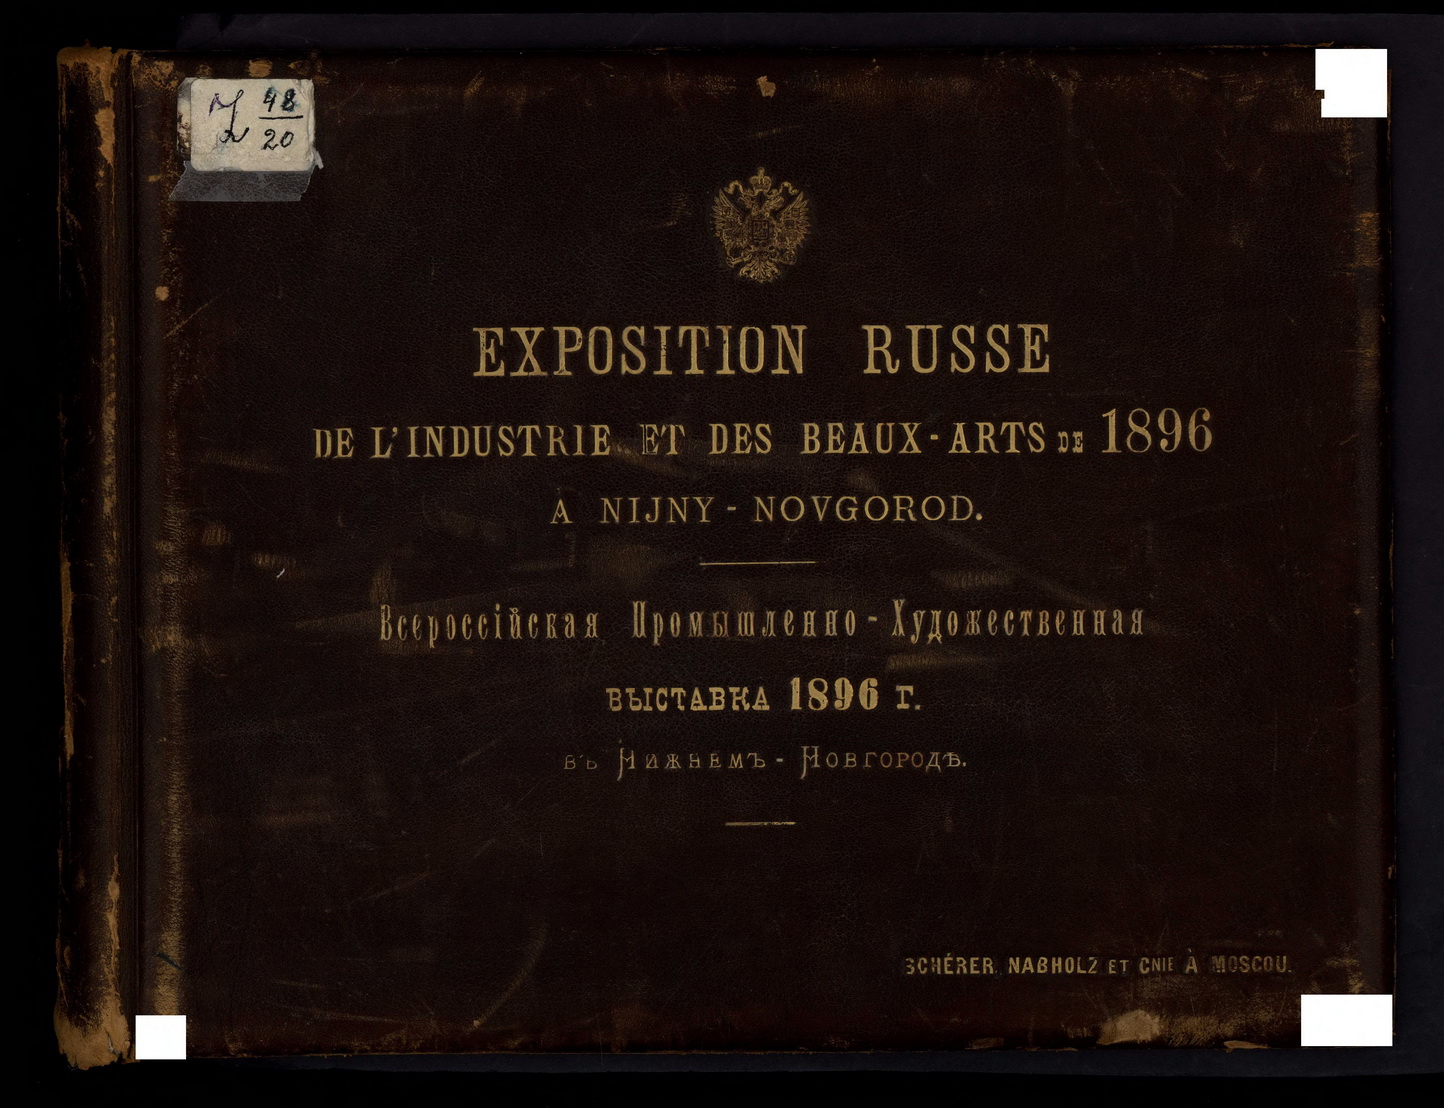 48
20
EXPOSITION RUSSE
DE L'INDUSTRIE ET DES BEAUX-ARTS DE 1896
A NIJNY-NOVGOROD.
Всероссійская Промышленно-Художественная
ВЫСТАВКА 1896 Г.
въ Нижнемъ-Новгородѣ.
SCHÉRER, NABHOLZ ET CNIE À MOSCOU.